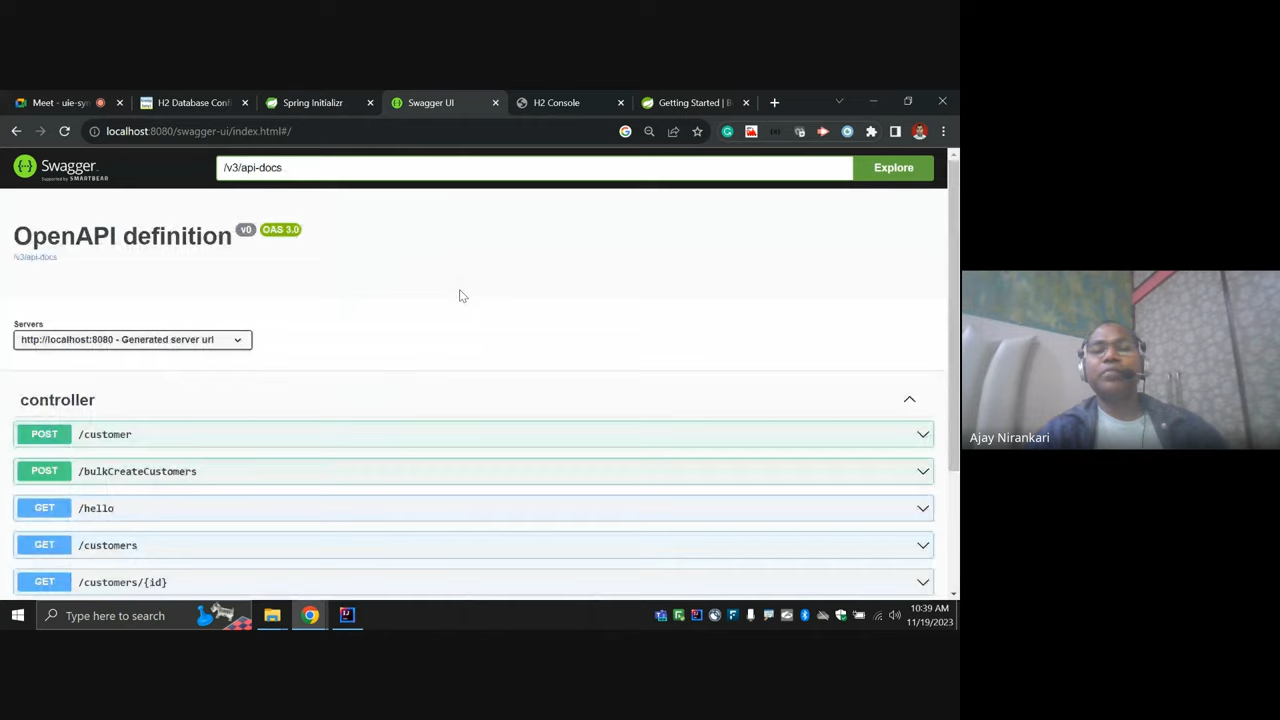 Meet - uie-syn
H2 Database Conf
Spring Initializr
Swagger UI
H2 Console
Getting Started | B
localhost:8080/swagger-ui/index.html#/
Swagger
Supported by SMARTBEAR
/v3/api-docs
Explore
OpenAPI definition v0 OAS 3.0
/v3/api-docs
Servers
http://localhost:8080 - Generated server url
controller
POST /customer
POST /bulkCreateCustomers
GET /hello
GET /customers
GET /customers/{id}
Ajay Nirankari
Type here to search
10:39 AM
11/19/2023